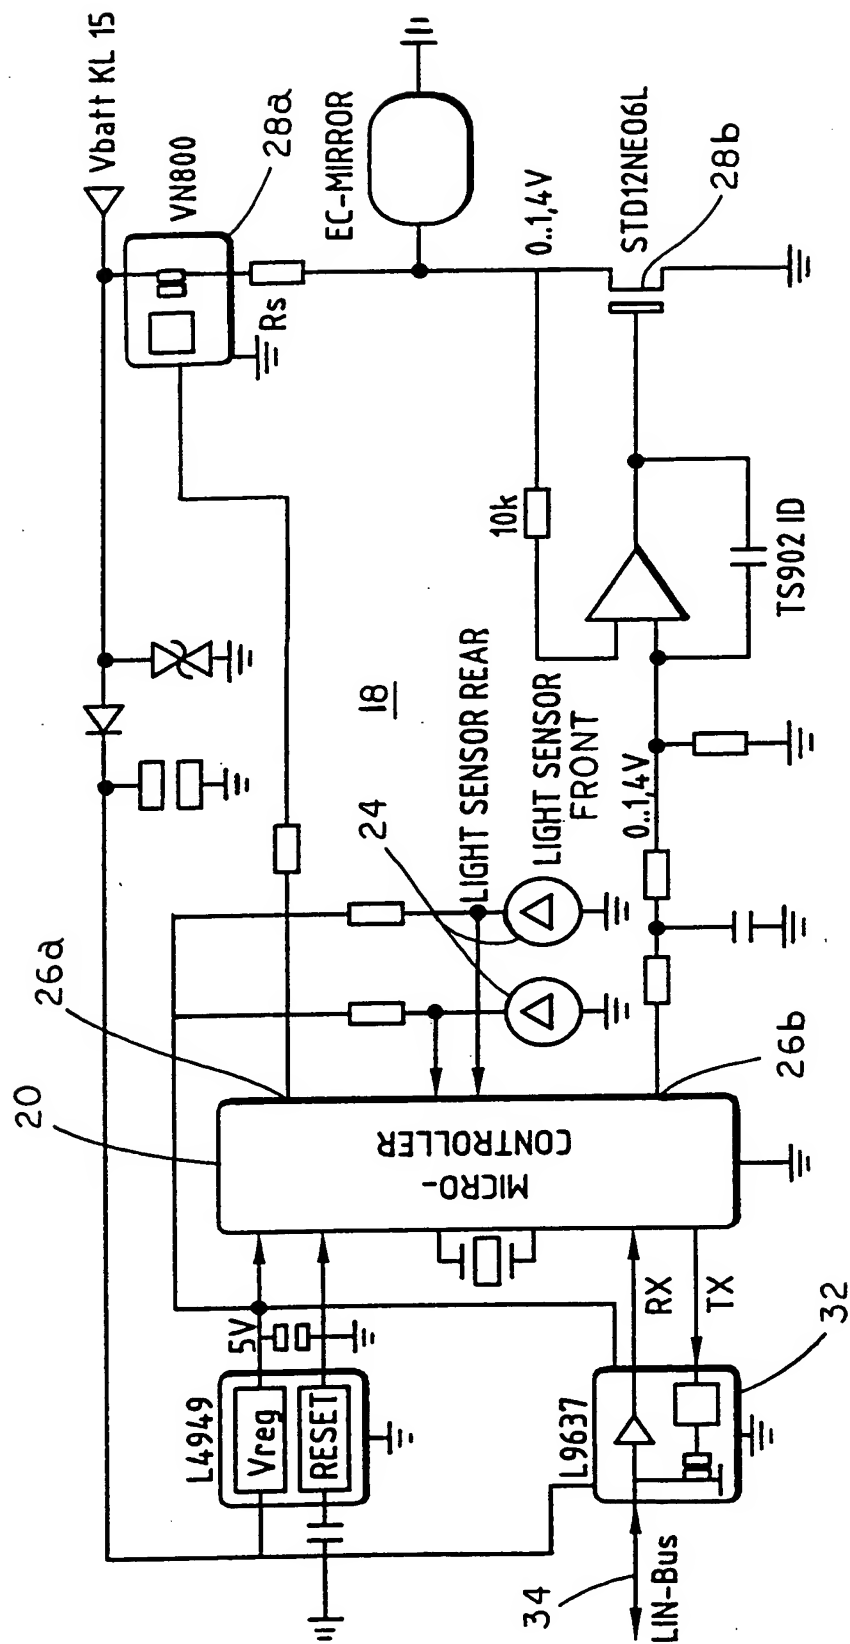 Vbatt KL 15
VN800
28a
Rs
EC-MIRROR
0..1,4V
STD12NE06L
28b
10k
TS902 ID
18
LIGHT SENSOR REAR
LIGHT SENSOR
FRONT
24
0..1,4V
26a
26b
20
MICRO-
CONTROLLER
5V
L4949
Vreg
RESET
RX
TX
L9637
32
34
LIN-Bus